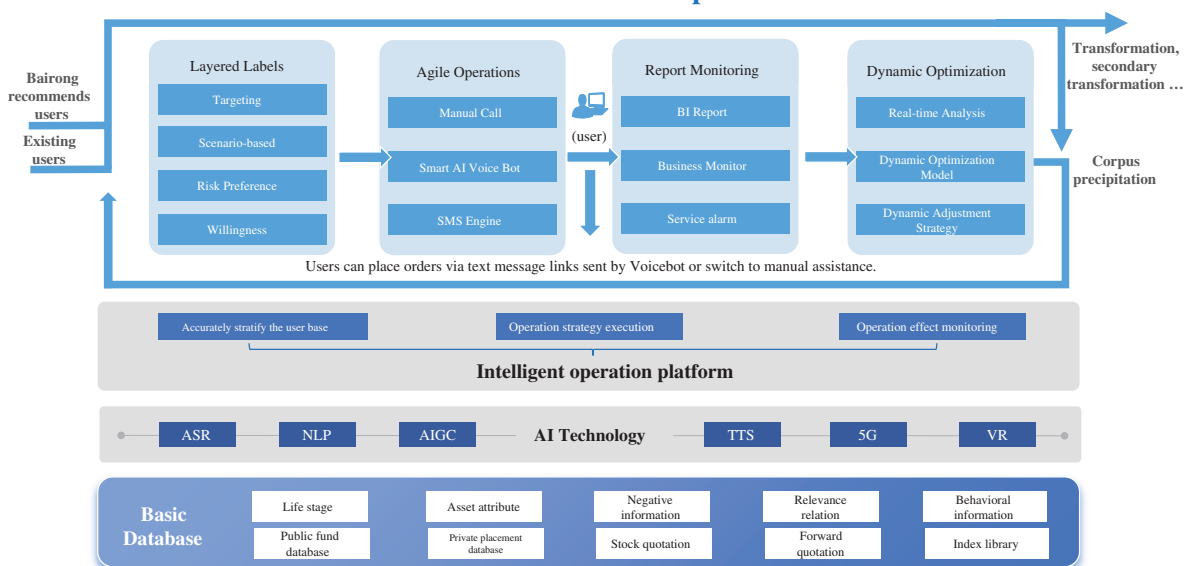 Bairong
recommends
users
Existing
users
Layered Labels
Targeting
Scenario-based
Risk Preference
Willingness
Agile Operations
Manual Call
Smart AI Voice Bot
SMS Engine
(user)
Report Monitoring
BI Report
Business Monitor
Service alarm
Dynamic Optimization
Real-time Analysis
Dynamic Optimization
Model
Dynamic Adjustment
Strategy
Transformation,
secondary
transformation ...
Corpus
precipitation
Users can place orders via text message links sent by Voicebot or switch to manual assistance.
Accurately stratify the user base
Operation strategy execution
Operation effect monitoring
Intelligent operation platform
ASR
NLP
AIGC
AI Technology
TTS
5G
VR
Basic
Database
Life stage
Asset attribute
Negative
information
Relevance
relation
Behavioral
information
Public fund
database
Private placement
database
Stock quotation
Forward
quotation
Index library